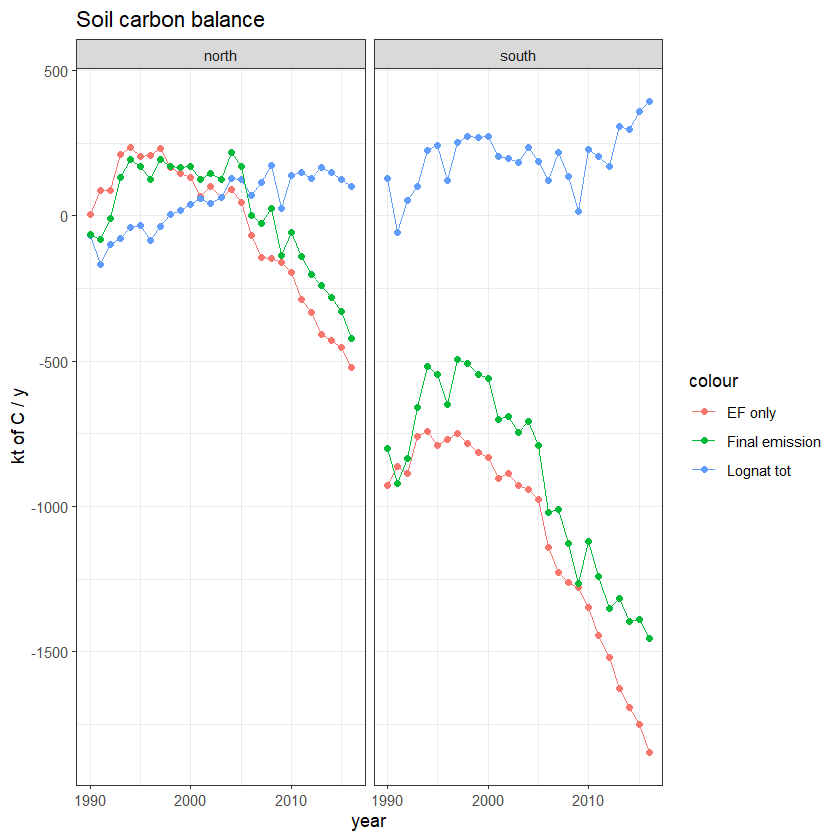 Soil carbon balance
north
south
500
0
-500
-1000
-1500
kt of C / y
1990
2000
2010
1990
2000
2010
year
colour
EF only
Final emission
Lognat tot